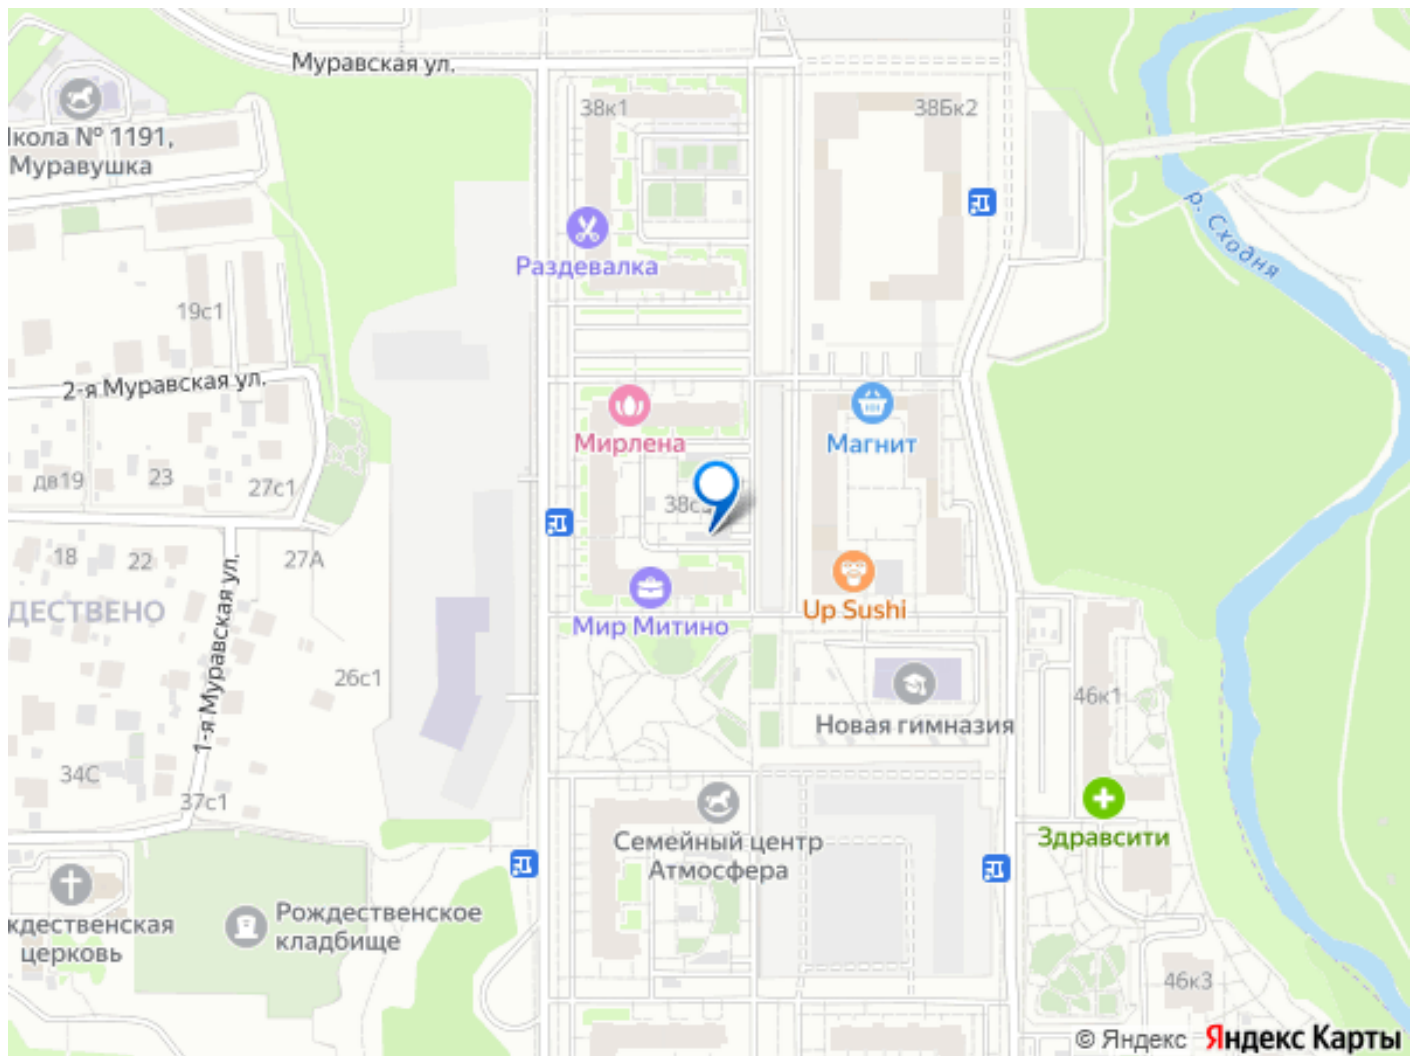 Муравская ул.
38к1
38Бк2
кола № 1191,
Муравушка
р. Сходня
Раздевалка
19с1
2-я Муравская ул.
Мирлена
Магнит
дв19
23
27с1
38с
18
22
27А
ДЕСТВЕНО
1-я Муравская ул.
Мир Митино
Up Sushi
26с1
46к1
Новая гимназия
34С
37с1
Семейный центр
Атмосфера
Здравсити
ждественская
церковь
Рождественское
кладбище
46к3
© Яндекс Яндекс Карты